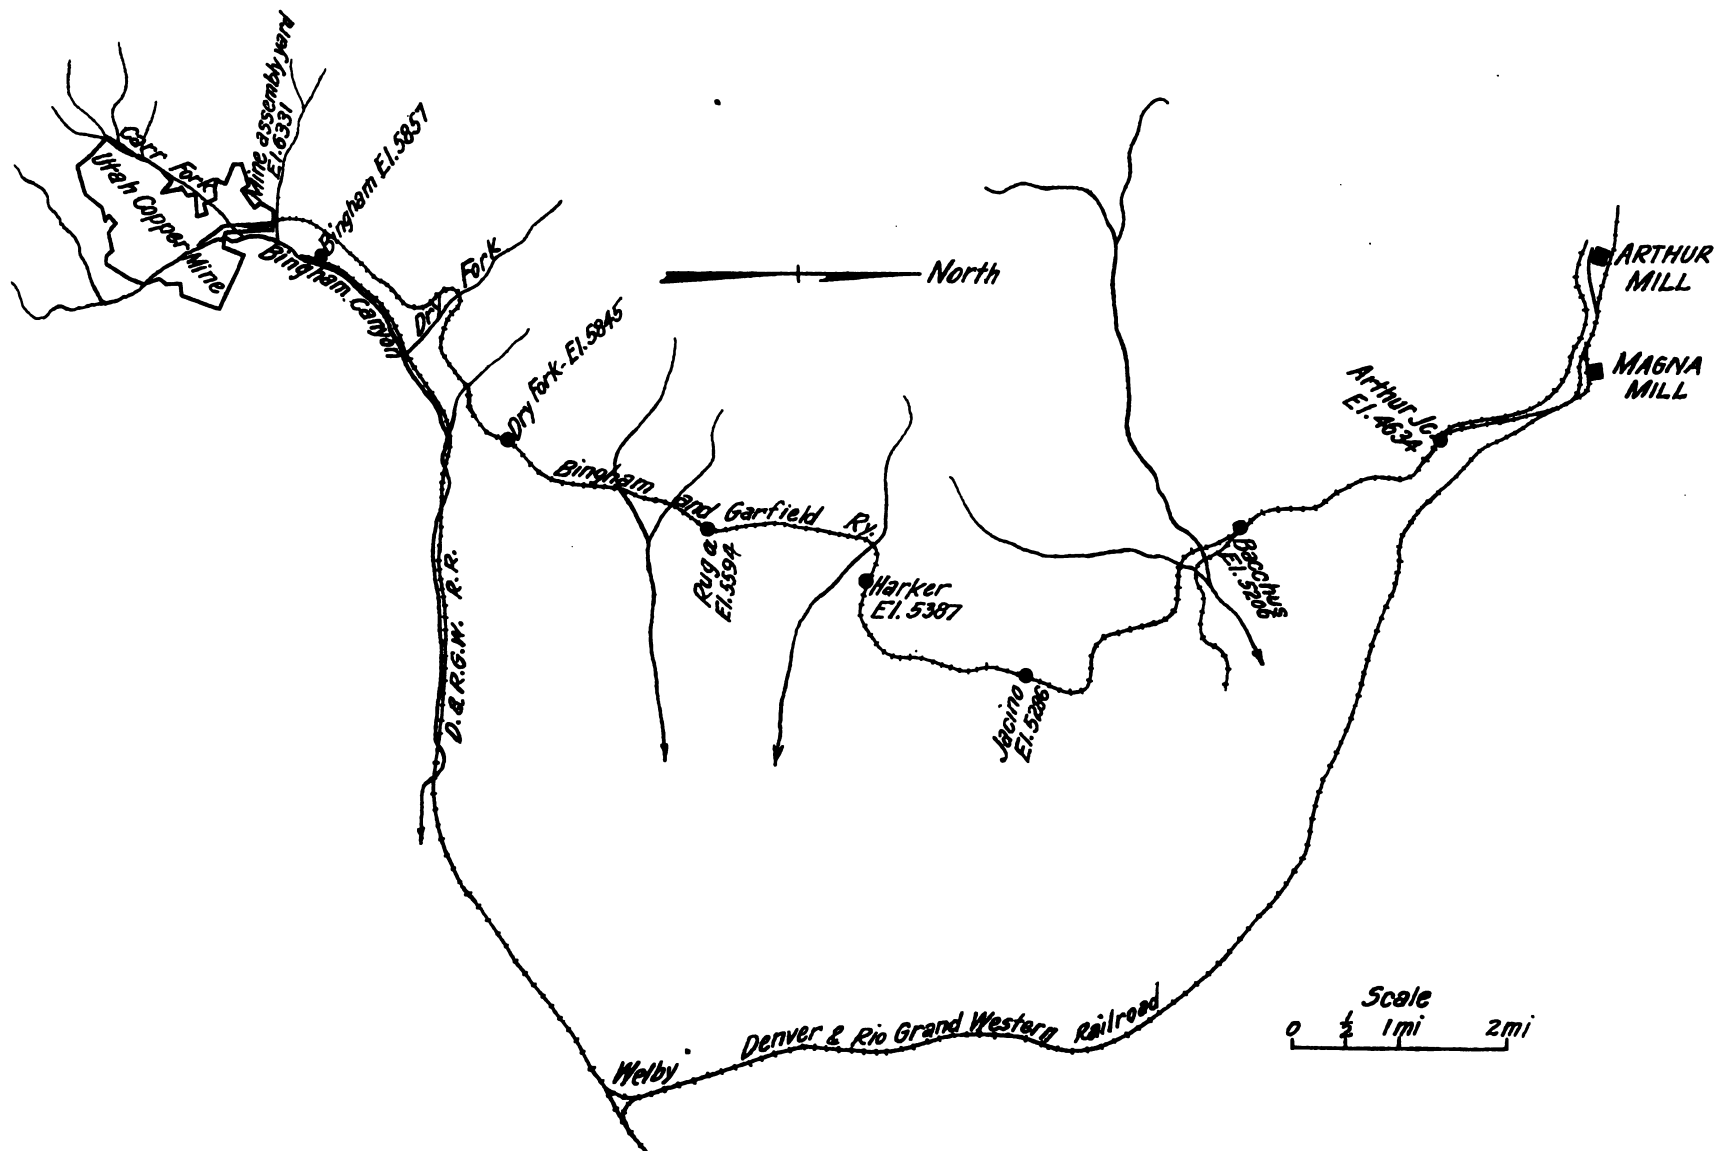 Carr Fork
Mine assembly yard
El. 6331
Bingham El. 5857
Utah Copper Mine
Bingham Canyon
Dry Fork
North
ARTHUR
MILL
MAGNA
MILL
Dry Fork - El. 5845
Arthur Jc.
El. 4634
Bingham and Garfield Ry.
Ruga
El. 5594
Harker
El. 5387
Bacchus
El. 5206
Jacino
El. 5286
D. & R.G.W. R.R.
Scale
0 ½ 1mi 2mi
Denver & Rio Grand Western Railroad
Welby